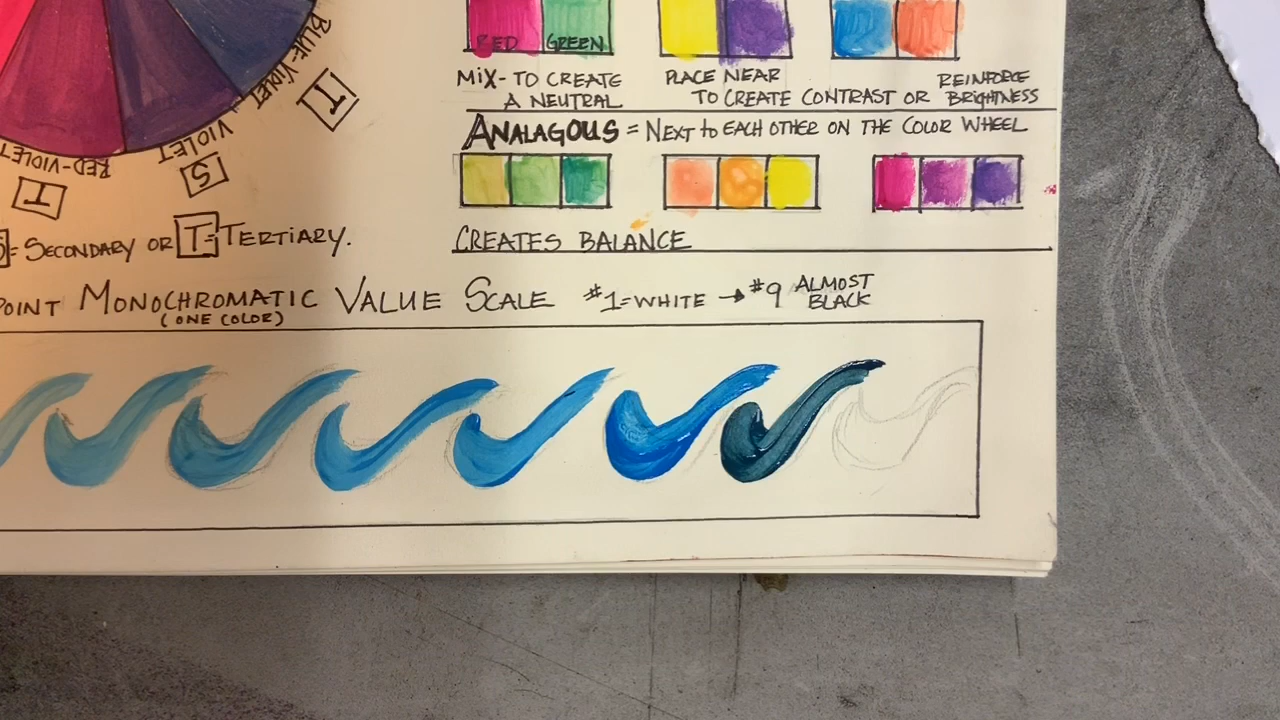 RED GREEN
MIX- TO CREATE
A NEUTRAL
PLACE NEAR
TO CREATE CONTRAST OR
REINFORCE
BRIGHTNESS
ANALAGOUS = NEXT to EACH OTHER ON THE COLOR WHEEL
CREATES BALANCE
BLUE-VIOLET
T
VIOLET
S
RED-VIOLET
T
S = SECONDARY OR T = TERTIARY.
POINT MONOCHROMATIC VALUE SCALE #1=WHITE → #9 ALMOST
BLACK
(ONE COLOR)